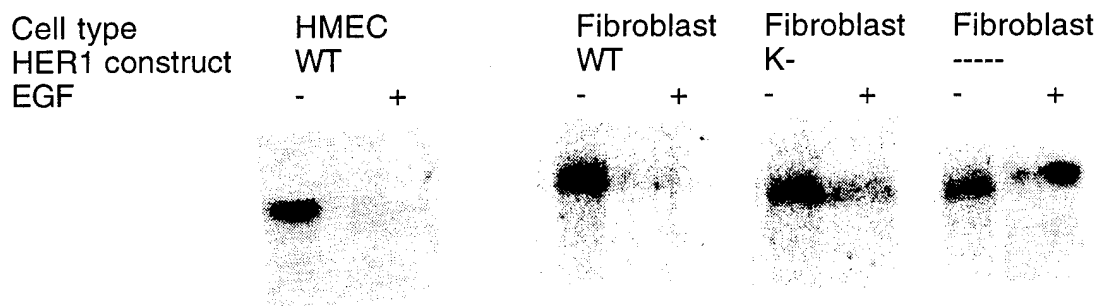 Cell type HMEC Fibroblast Fibroblast Fibroblast
HER1 construct WT WT K- -----
EGF - + - + - + - +